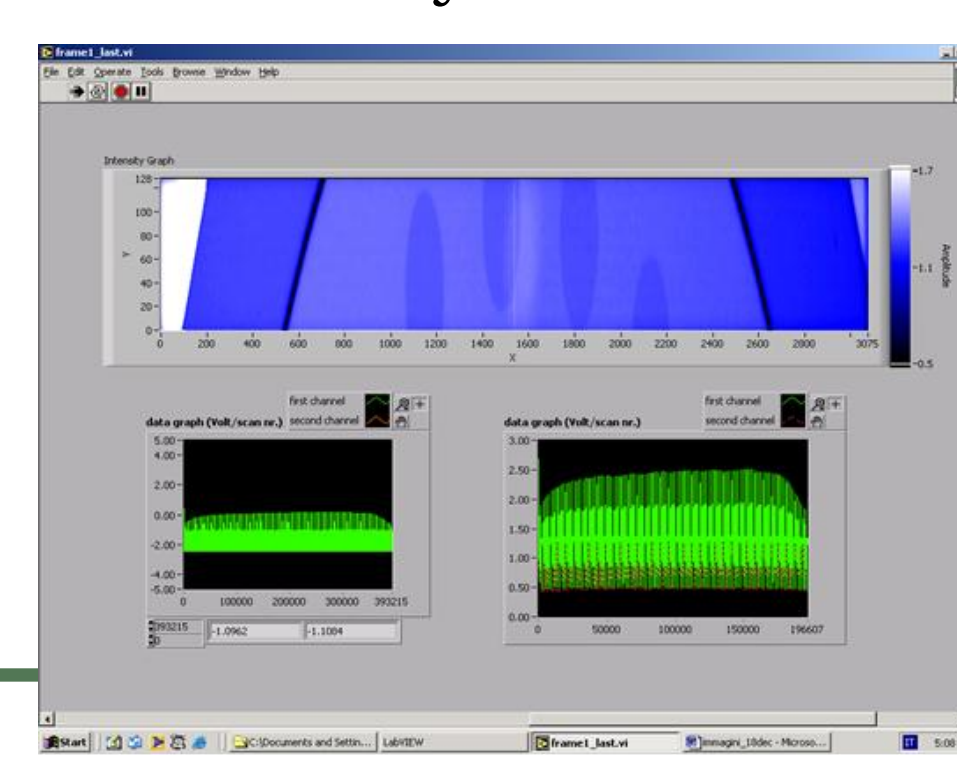 frame1_last.vi
File Edit Operate Tools Browse Window Help
Intensity Graph
128
100
80
60
40
20
0
Y
0 200 400 600 800 1000 1200 1400 1600 1800 2000 2200 2400 2600 2800 3075
X
1.7
1.1
0.5
Amplitude
first channel
data graph (Volt/scan nr.) second channel
5.00
4.00
2.00
0.00
-2.00
-4.00
-5.00
0 100000 200000 300000 393215
393215
0
-1.0962 -1.1084
first channel
data graph (Volt/scan nr.) second channel
3.00
2.50
2.00
1.50
1.00
0.50
0.00
0 50000 100000 150000 196607
Start C:\Documents and Settin... LabVIEW frame1_last.vi immagini_18dec - Microso... IT 5:08